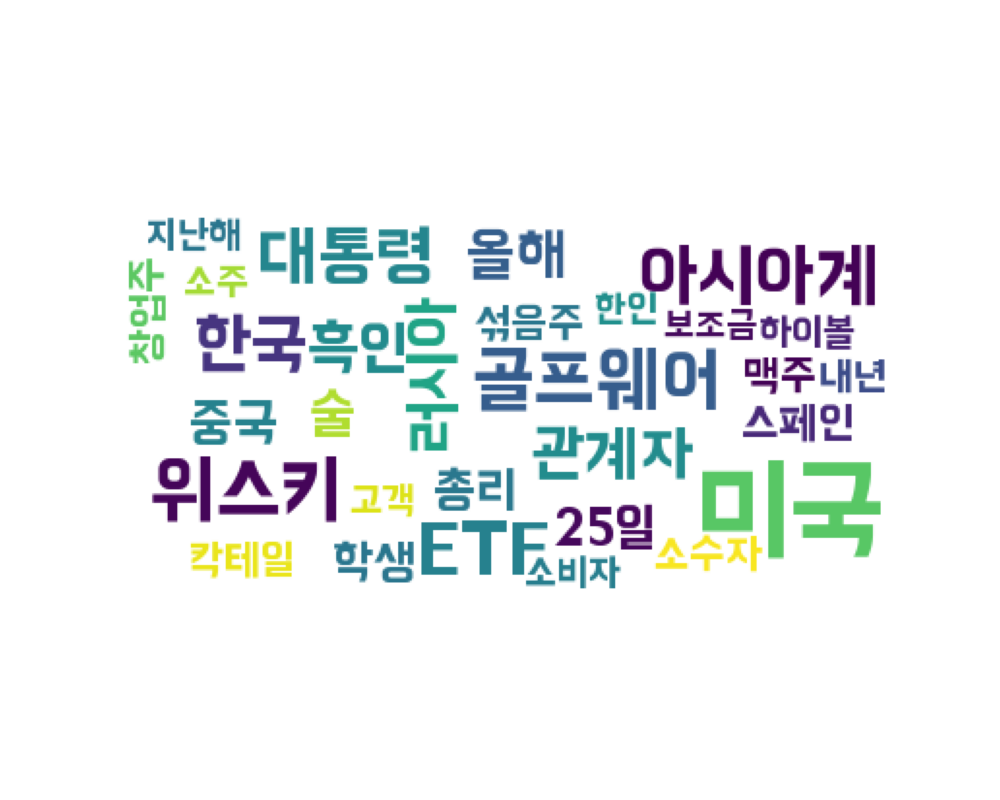 지난해
대통령
올해
아시아계
창업주
소주
한국
흑인
러시아
섞음주
한인
보조금
하이볼
골프웨어
맥주
내년
중국
술
스페인
관계자
위스키
고객
총리
미국
25일
ETF
칵테일
학생
소비자
소수자